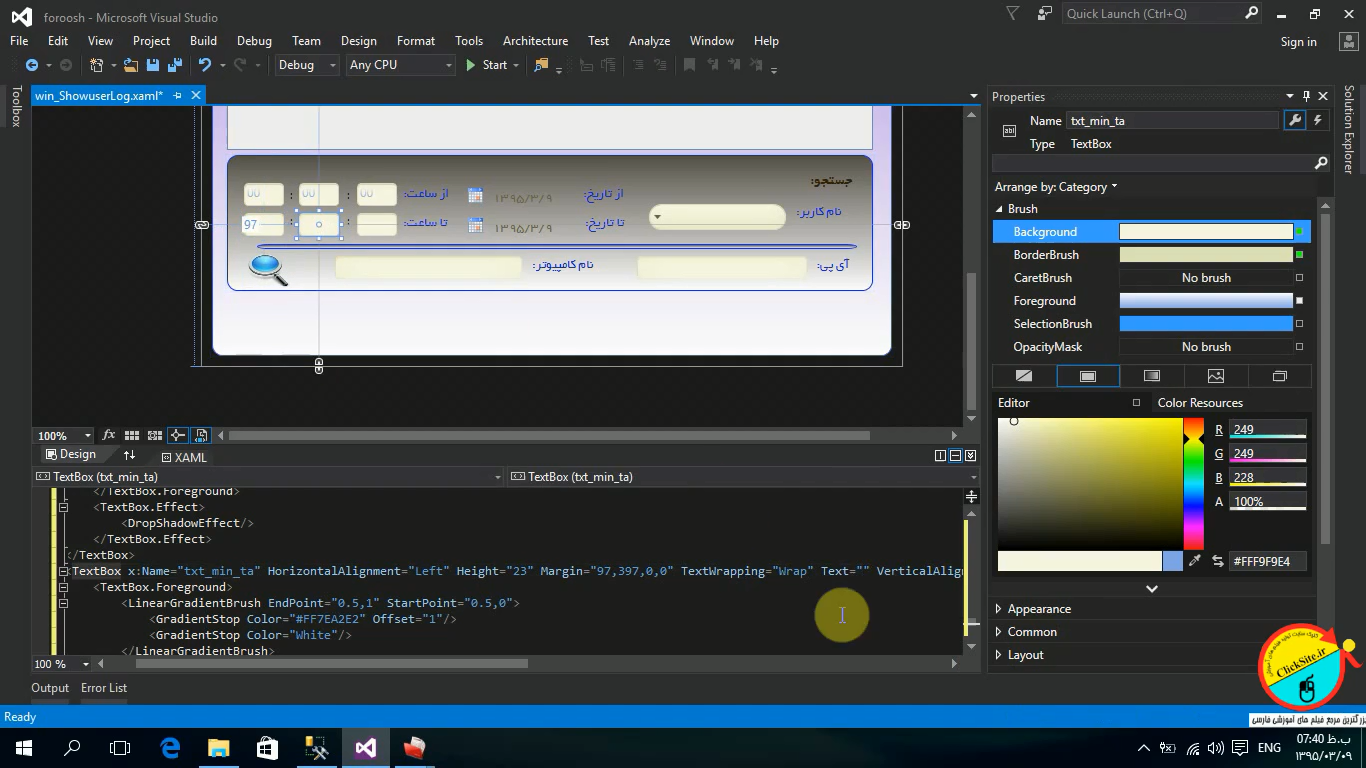 foroosh - Microsoft Visual Studio
Quick Launch (Ctrl+Q)
File Edit View Project Build Debug Team Format Tools Architecture Test Analyze Window Help
Sign in
Debug
Any CPU
Start
Toolbox
win_ShowuserLog.xaml*
جستجو:
نام کاربر:
از تاریخ:
۱۳۹۵/۳/۹
از ساعت:
00 : 00 : 00
تا تاریخ:
۱۳۹۵/۳/۹
تا ساعت:
: : 97
آی پی:
نام کامپیوتر:
100%
fx
Design
XAML
TextBox (txt_min_ta)
TextBox (txt_min_ta)
</TextBox.Foreground>
<TextBox.Effect>
<DropShadowEffect/>
</TextBox.Effect>
</TextBox>
TextBox x:Name="txt_min_ta" HorizontalAlignment="Left" Height="23" Margin="97,397,0,0" TextWrapping="Wrap" Text="" VerticalAlign
<TextBox.Foreground>
<LinearGradientBrush EndPoint="0.5,1" StartPoint="0.5,0">
<GradientStop Color="#FF7EA2E2" Offset="1"/>
<GradientStop Color="White"/>
</LinearGradientBrush>
100 %
Output
Error List
Ready
Properties
Name txt_min_ta
Type TextBox
Arrange by: Category
Brush
Background
BorderBrush
CaretBrush No brush
Foreground
SelectionBrush
OpacityMask No brush
Editor
Color Resources
R 249
G 249
B 228
A 100%
#FFF9F9E4
Appearance
Common
Layout
Solution Explorer
ClickSite.ir
ENG
07:40 ب.ظ
۱۳۹۵/۰۳/۰۹